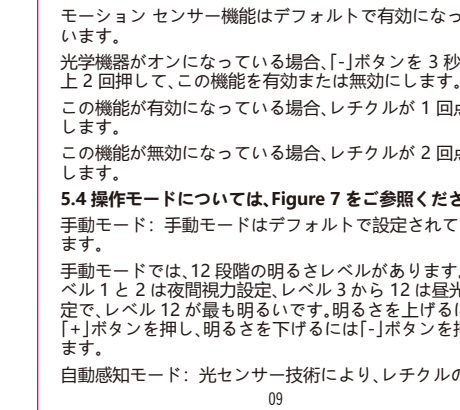 モーション センサー機能はデフォルトで有効になっ
います。
光学機器がオンになっている場合、「-」ボタンを 3 秒
上 2 回押して、この機能を有効または無効にします。
この機能が有効になっている場合、レチクルが 1 回点
します。
この機能が無効になっている場合、レチクルが 2 回点
します。
5.4 操作モードについては、Figure 7 をご参照くださ
手動モード: 手動モードはデフォルトで設定されて
ます。
手動モードでは、12 段階の明るさレベルがあります。
ベル 1 と 2 は夜間視力設定、レベル 3 から 12 は昼光
定で、レベル 12 が最も明るいです。明るさを上げるに
「+」ボタンを押し、明るさを下げるには「-」ボタンを押
ます。
自動感知モード: 光センサー技術により、レチクルの
09